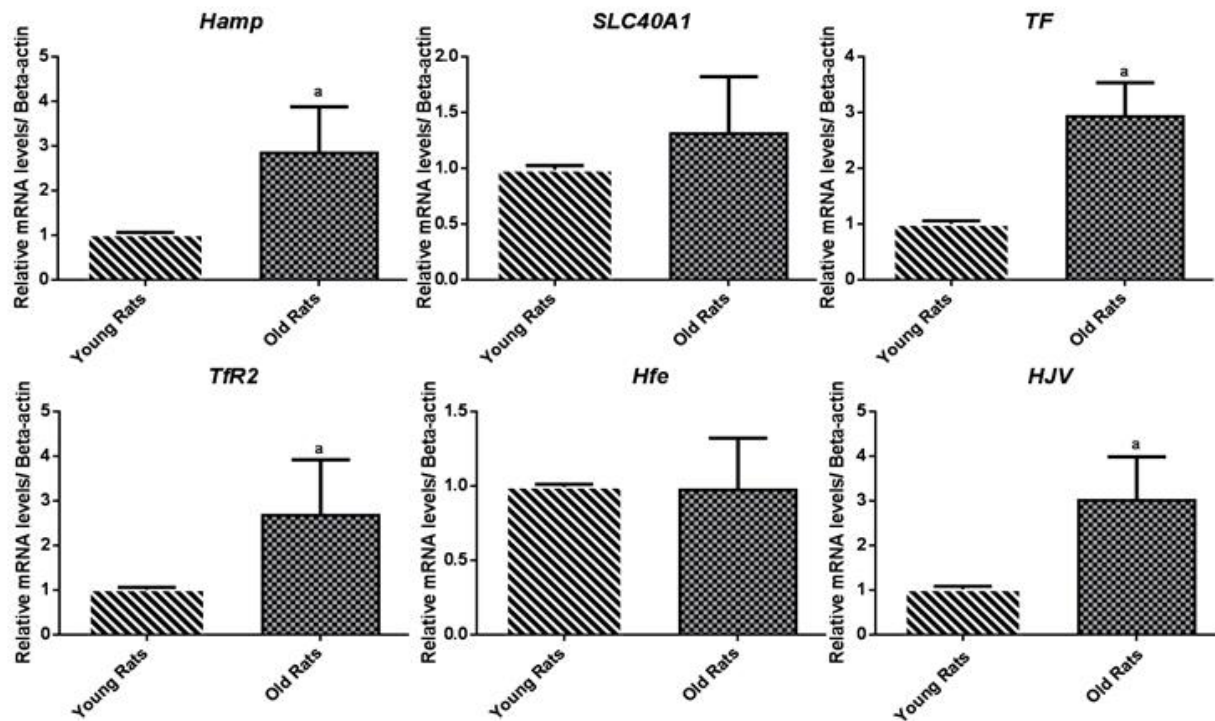 Hamp
Relative mRNA levels/ Beta-actin
5
4
3
2
1
0
a
Young Rats
Old Rats
SLC40A1
Relative mRNA levels/ Beta-actin
2.0
1.5
1.0
0.5
0.0
Young Rats
Old Rats
TF
Relative mRNA levels/ Beta-actin
4
3
2
1
0
a
Young Rats
Old Rats
TfR2
Relative mRNA levels/ Beta-actin
5
4
3
2
1
0
a
Young Rats
Old Rats
Hfe
Relative mRNA levels/ Beta-actin
1.5
1.0
0.5
0.0
Young Rats
Old Rats
HJV
Relative mRNA levels/ Beta-actin
5
4
3
2
1
0
a
Young Rats
Old Rats